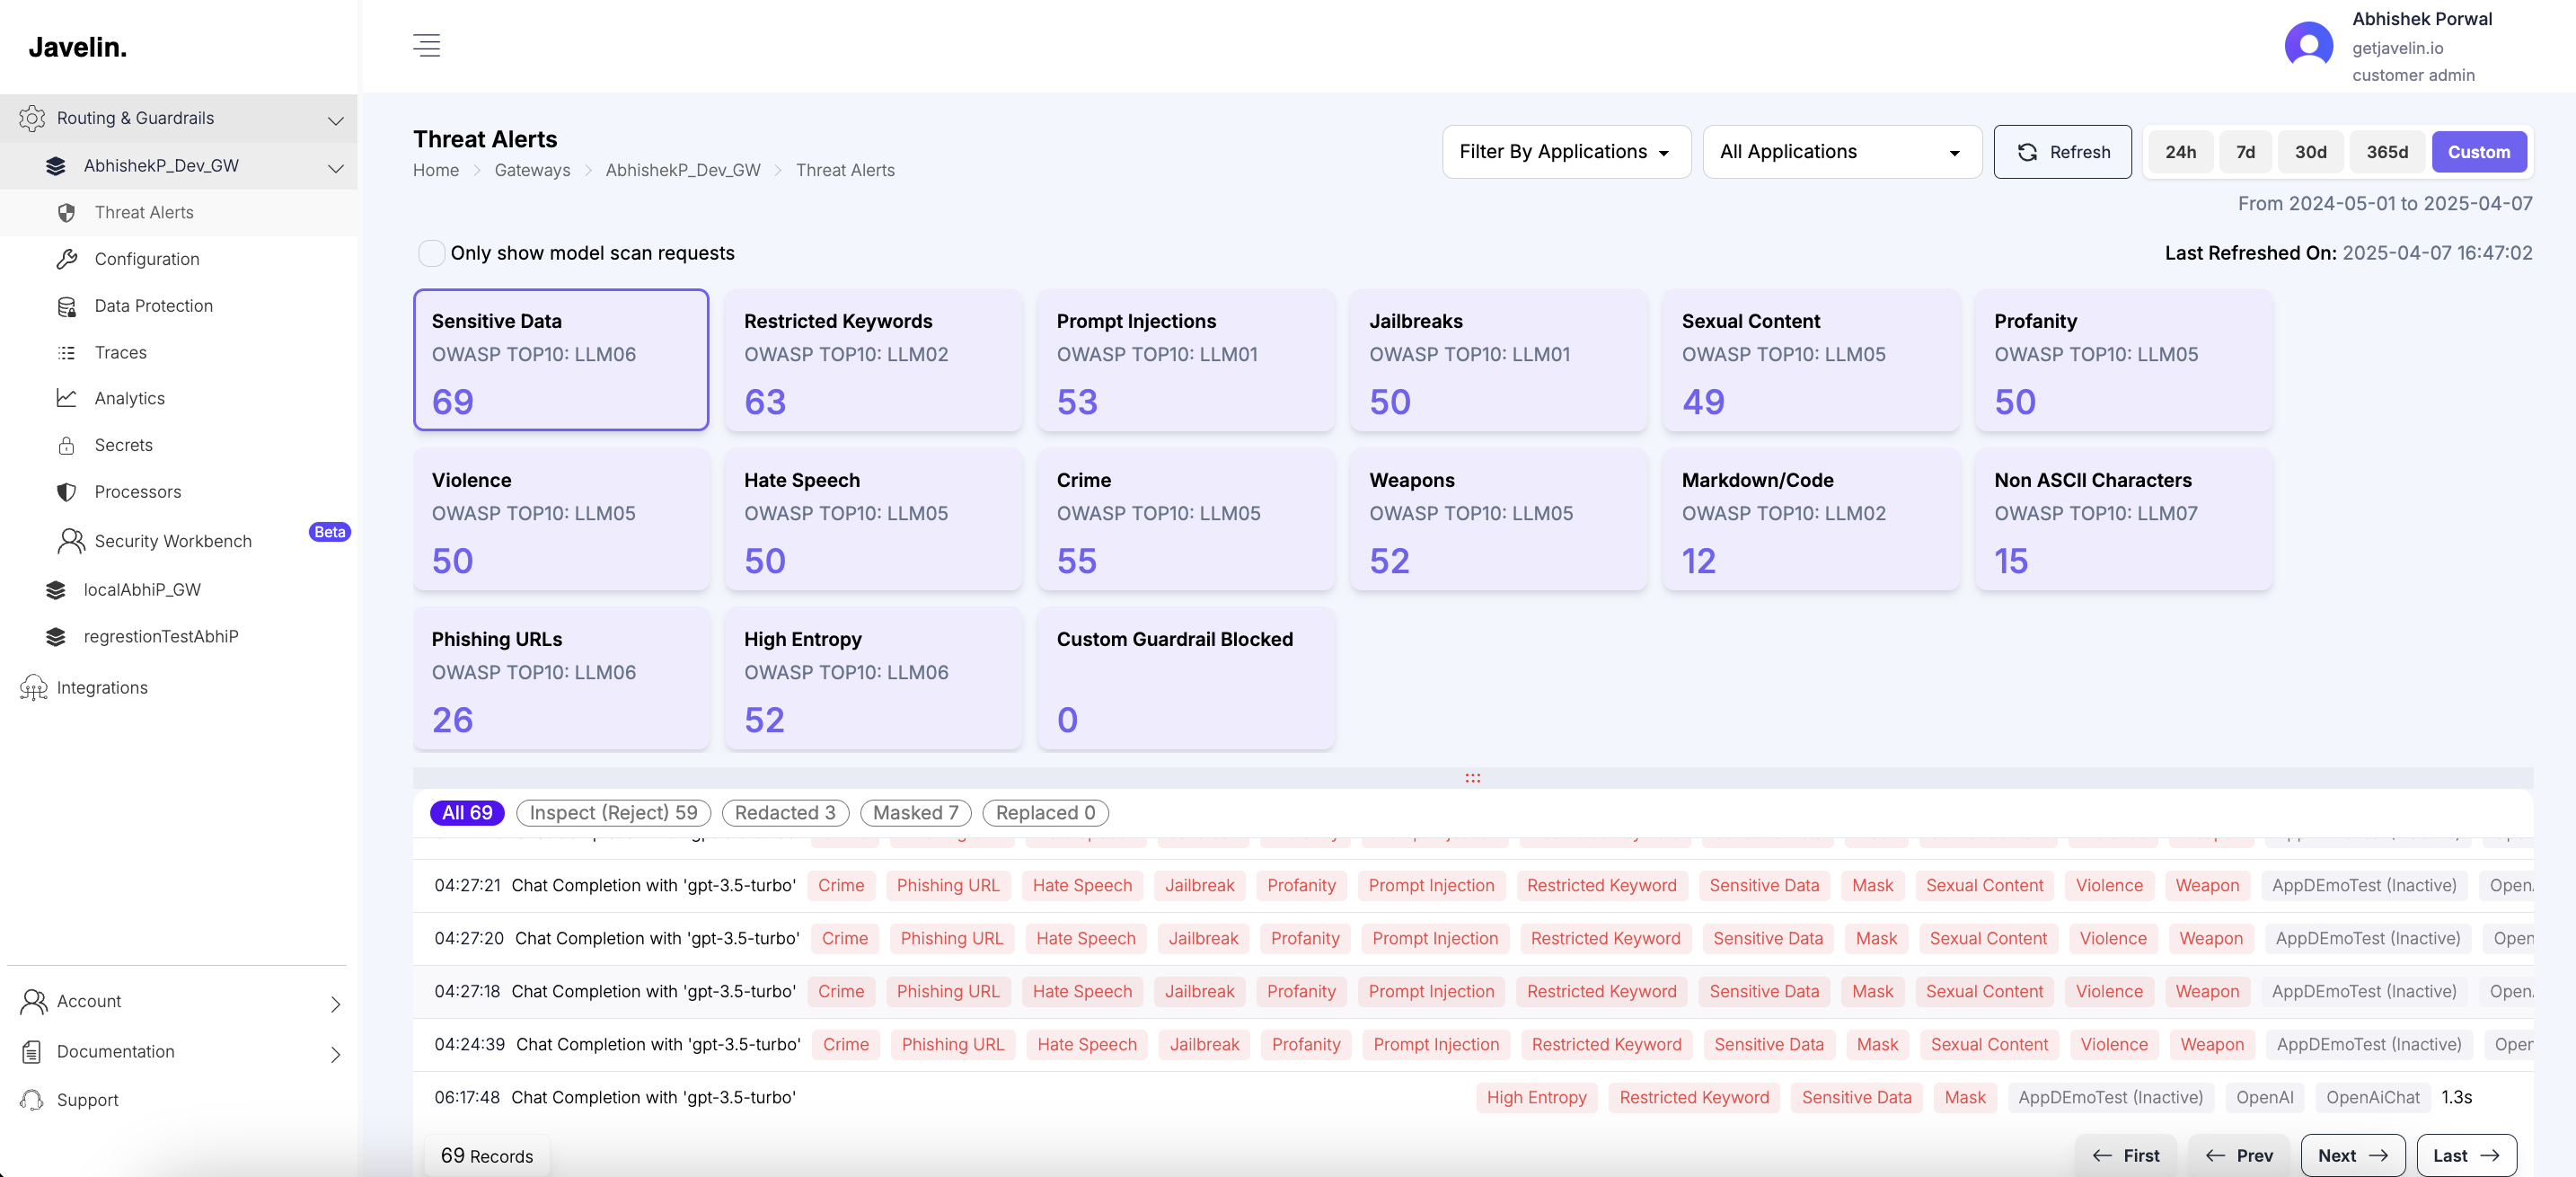 Javelin.
Abhishek Porwal
getjavelin.io
customer admin
Routing & Guardrails
AbhishekP_Dev_GW
Threat Alerts
Configuration
Data Protection
Traces
Analytics
Secrets
Processors
Security Workbench
Beta
localAbhiP_GW
regrestionTestAbhiP
Integrations
Account
Documentation
Support
Threat Alerts
Home > Gateways > AbhishekP_Dev_GW > Threat Alerts
Filter By Applications
All Applications
Refresh
24h 7d 30d 365d Custom
From 2024-05-01 to 2025-04-07
Only show model scan requests
Last Refreshed On: 2025-04-07 16:47:02
Sensitive Data
OWASP TOP10: LLM06
69
Restricted Keywords
OWASP TOP10: LLM02
63
Prompt Injections
OWASP TOP10: LLM01
53
Jailbreaks
OWASP TOP10: LLM01
50
Sexual Content
OWASP TOP10: LLM05
49
Profanity
OWASP TOP10: LLM05
50
Violence
OWASP TOP10: LLM05
50
Hate Speech
OWASP TOP10: LLM05
50
Crime
OWASP TOP10: LLM05
55
Weapons
OWASP TOP10: LLM05
52
Markdown/Code
OWASP TOP10: LLM02
12
Non ASCII Characters
OWASP TOP10: LLM07
15
Phishing URLs
OWASP TOP10: LLM06
26
High Entropy
OWASP TOP10: LLM06
52
Custom Guardrail Blocked
0
All 69 Inspect (Reject) 59 Redacted 3 Masked 7 Replaced 0
04:27:21 Chat Completion with 'gpt-3.5-turbo' Crime Phishing URL Hate Speech Jailbreak Profanity Prompt Injection Restricted Keyword Sensitive Data Mask Sexual Content Violence Weapon AppDEmoTest (Inactive)
04:27:20 Chat Completion with 'gpt-3.5-turbo' Crime Phishing URL Hate Speech Jailbreak Profanity Prompt Injection Restricted Keyword Sensitive Data Mask Sexual Content Violence Weapon AppDEmoTest (Inactive) Open
04:27:18 Chat Completion with 'gpt-3.5-turbo' Crime Phishing URL Hate Speech Jailbreak Profanity Prompt Injection Restricted Keyword Sensitive Data Mask Sexual Content Violence Weapon AppDEmoTest (Inactive)
04:24:39 Chat Completion with 'gpt-3.5-turbo' Crime Phishing URL Hate Speech Jailbreak Profanity Prompt Injection Restricted Keyword Sensitive Data Mask Sexual Content Violence Weapon AppDEmoTest (Inactive)
06:17:48 Chat Completion with 'gpt-3.5-turbo' High Entropy Restricted Keyword Sensitive Data Mask AppDEmoTest (Inactive) OpenAI OpenAiChat 1.3s
69 Records
← First ← Prev Next → Last →